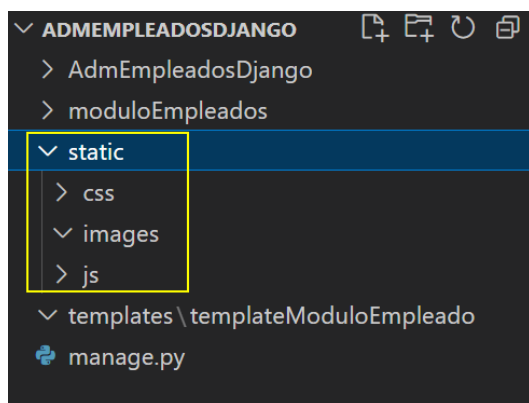 ADMEMPLEADOSDJANGO
AdmEmpleadosDjango
moduloEmpleados
static
css
images
js
templates\templateModuloEmpleado
manage.py